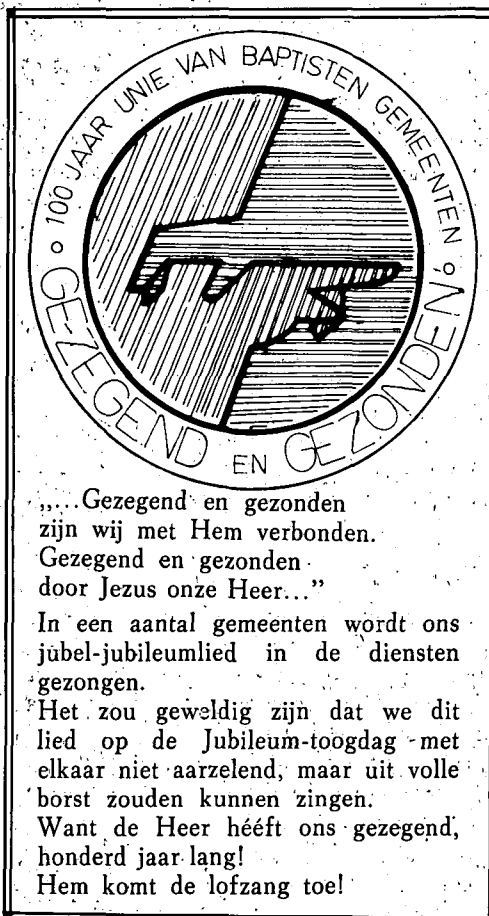 ° 100 JAAR UNIE VAN BAPTISTEN GEMEENTEN °
GEZEGEND EN GEZONDEN
„...Gezegend en gezonden
zijn wij met Hem verbonden.
Gezegend en gezonden
door Jezus onze Heer...”
In een aantal gemeenten wordt ons
jubel-jubileumlied in de diensten
gezongen.
Het zou geweldig zijn dat we dit
lied op de Jubileum-toogdag met
elkaar niet aarzelend, maar uit volle
borst zouden kunnen zingen.
Want de Heer hééft ons gezegend,
honderd jaar lang!
Hem komt de lofzang toe!